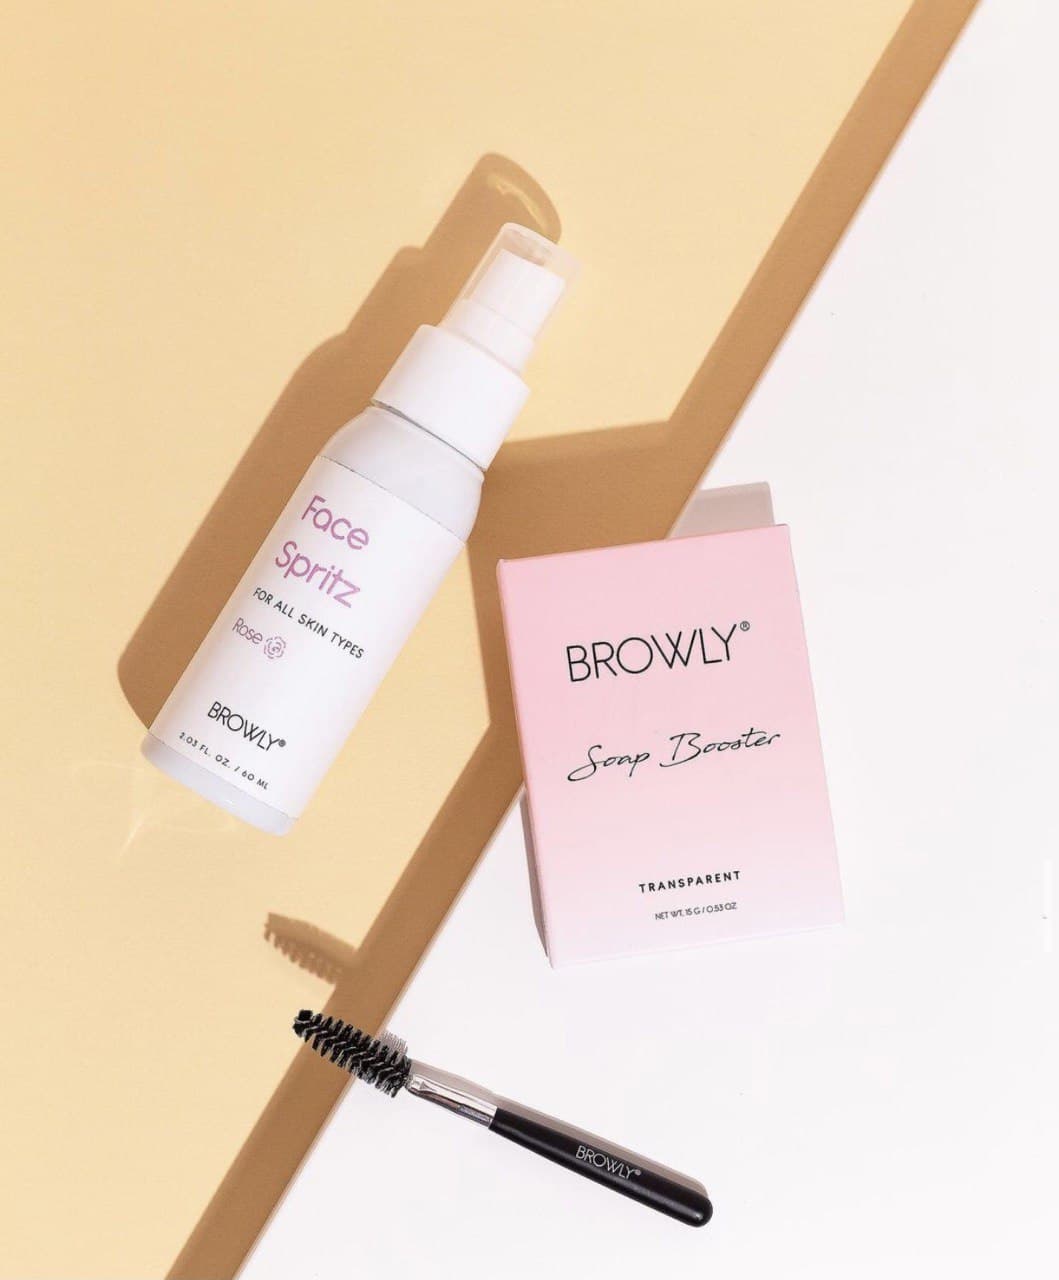 Face
Spritz
FOR ALL SKIN TYPES
Rose
BROWLY®
2.03 FL. OZ. / 60 ML
BROWLY®
Soap Booster
TRANSPARENT
NET WT. 15 G / 0.53 OZ.
BROWLY®